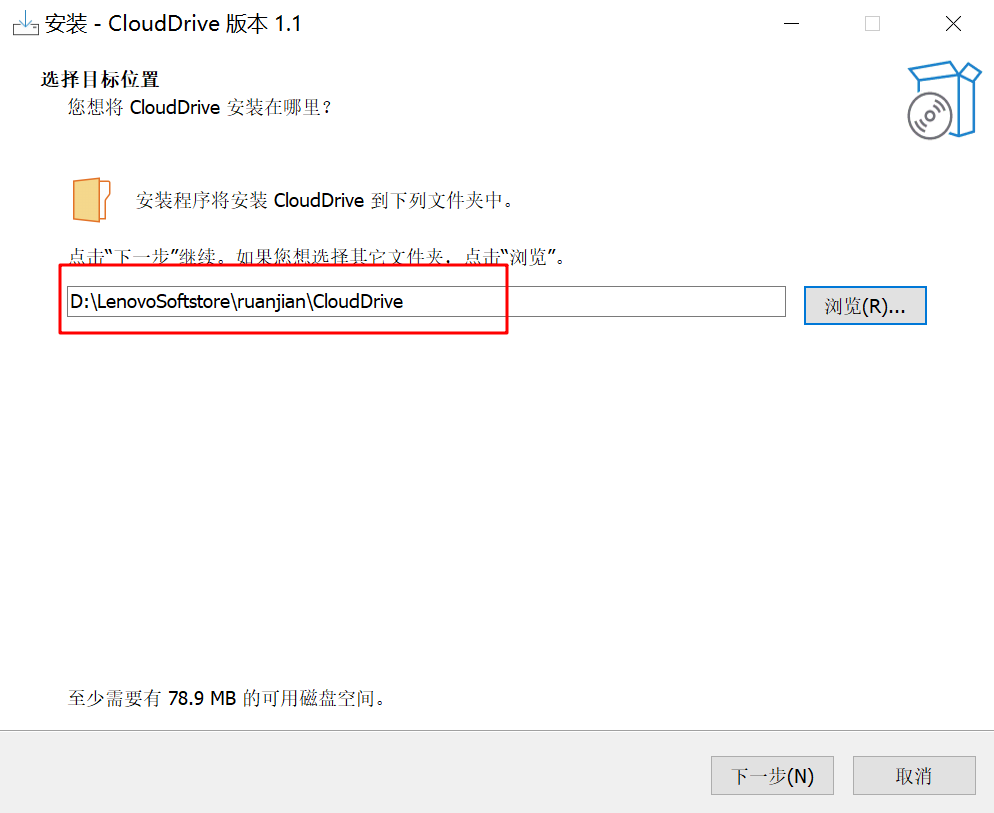 安装 - CloudDrive 版本 1.1
选择目标位置
您想将 CloudDrive 安装在哪里？
安装程序将安装 CloudDrive 到下列文件夹中。
点击“下一步”继续。如果您想选择其它文件夹，点击“浏览”。
D:\LenovoSoftstore\ruanjian\CloudDrive
浏览(R)...
至少需要有 78.9 MB 的可用磁盘空间。
下一步(N)
取消